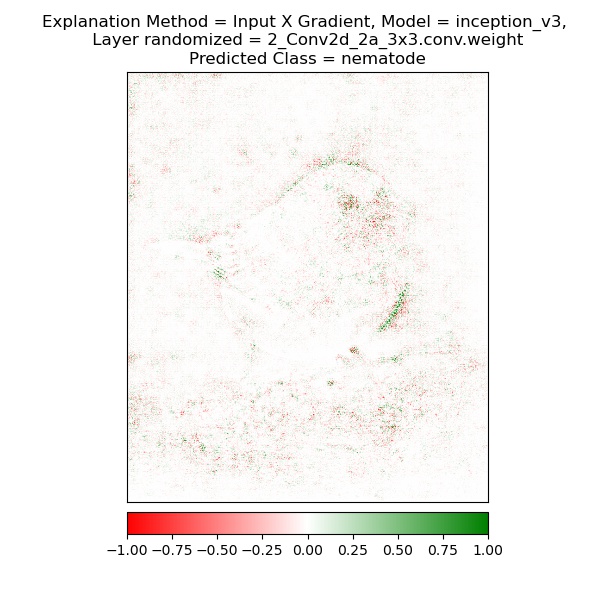 Explanation Method = Input X Gradient, Model = inception_v3,
Layer randomized = 2_Conv2d_2a_3x3.conv.weight
Predicted Class = nematode
−1.00 −0.75 −0.50 −0.25 0.00 0.25 0.50 0.75 1.00